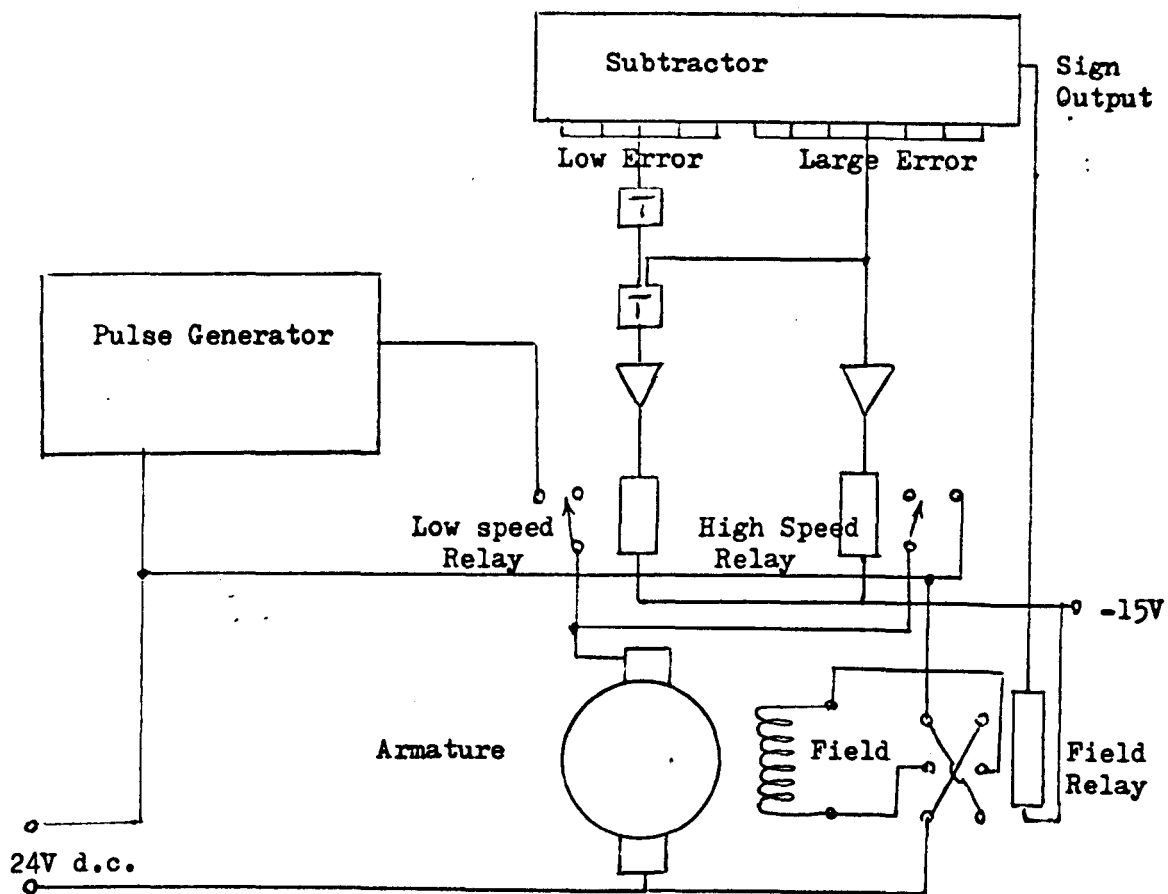 Subtractor
Sign
Output
Low Error
Large Error
Pulse Generator
Low speed
Relay
High Speed
Relay
-15V
Armature
Field
Field
Relay
24V d.c.